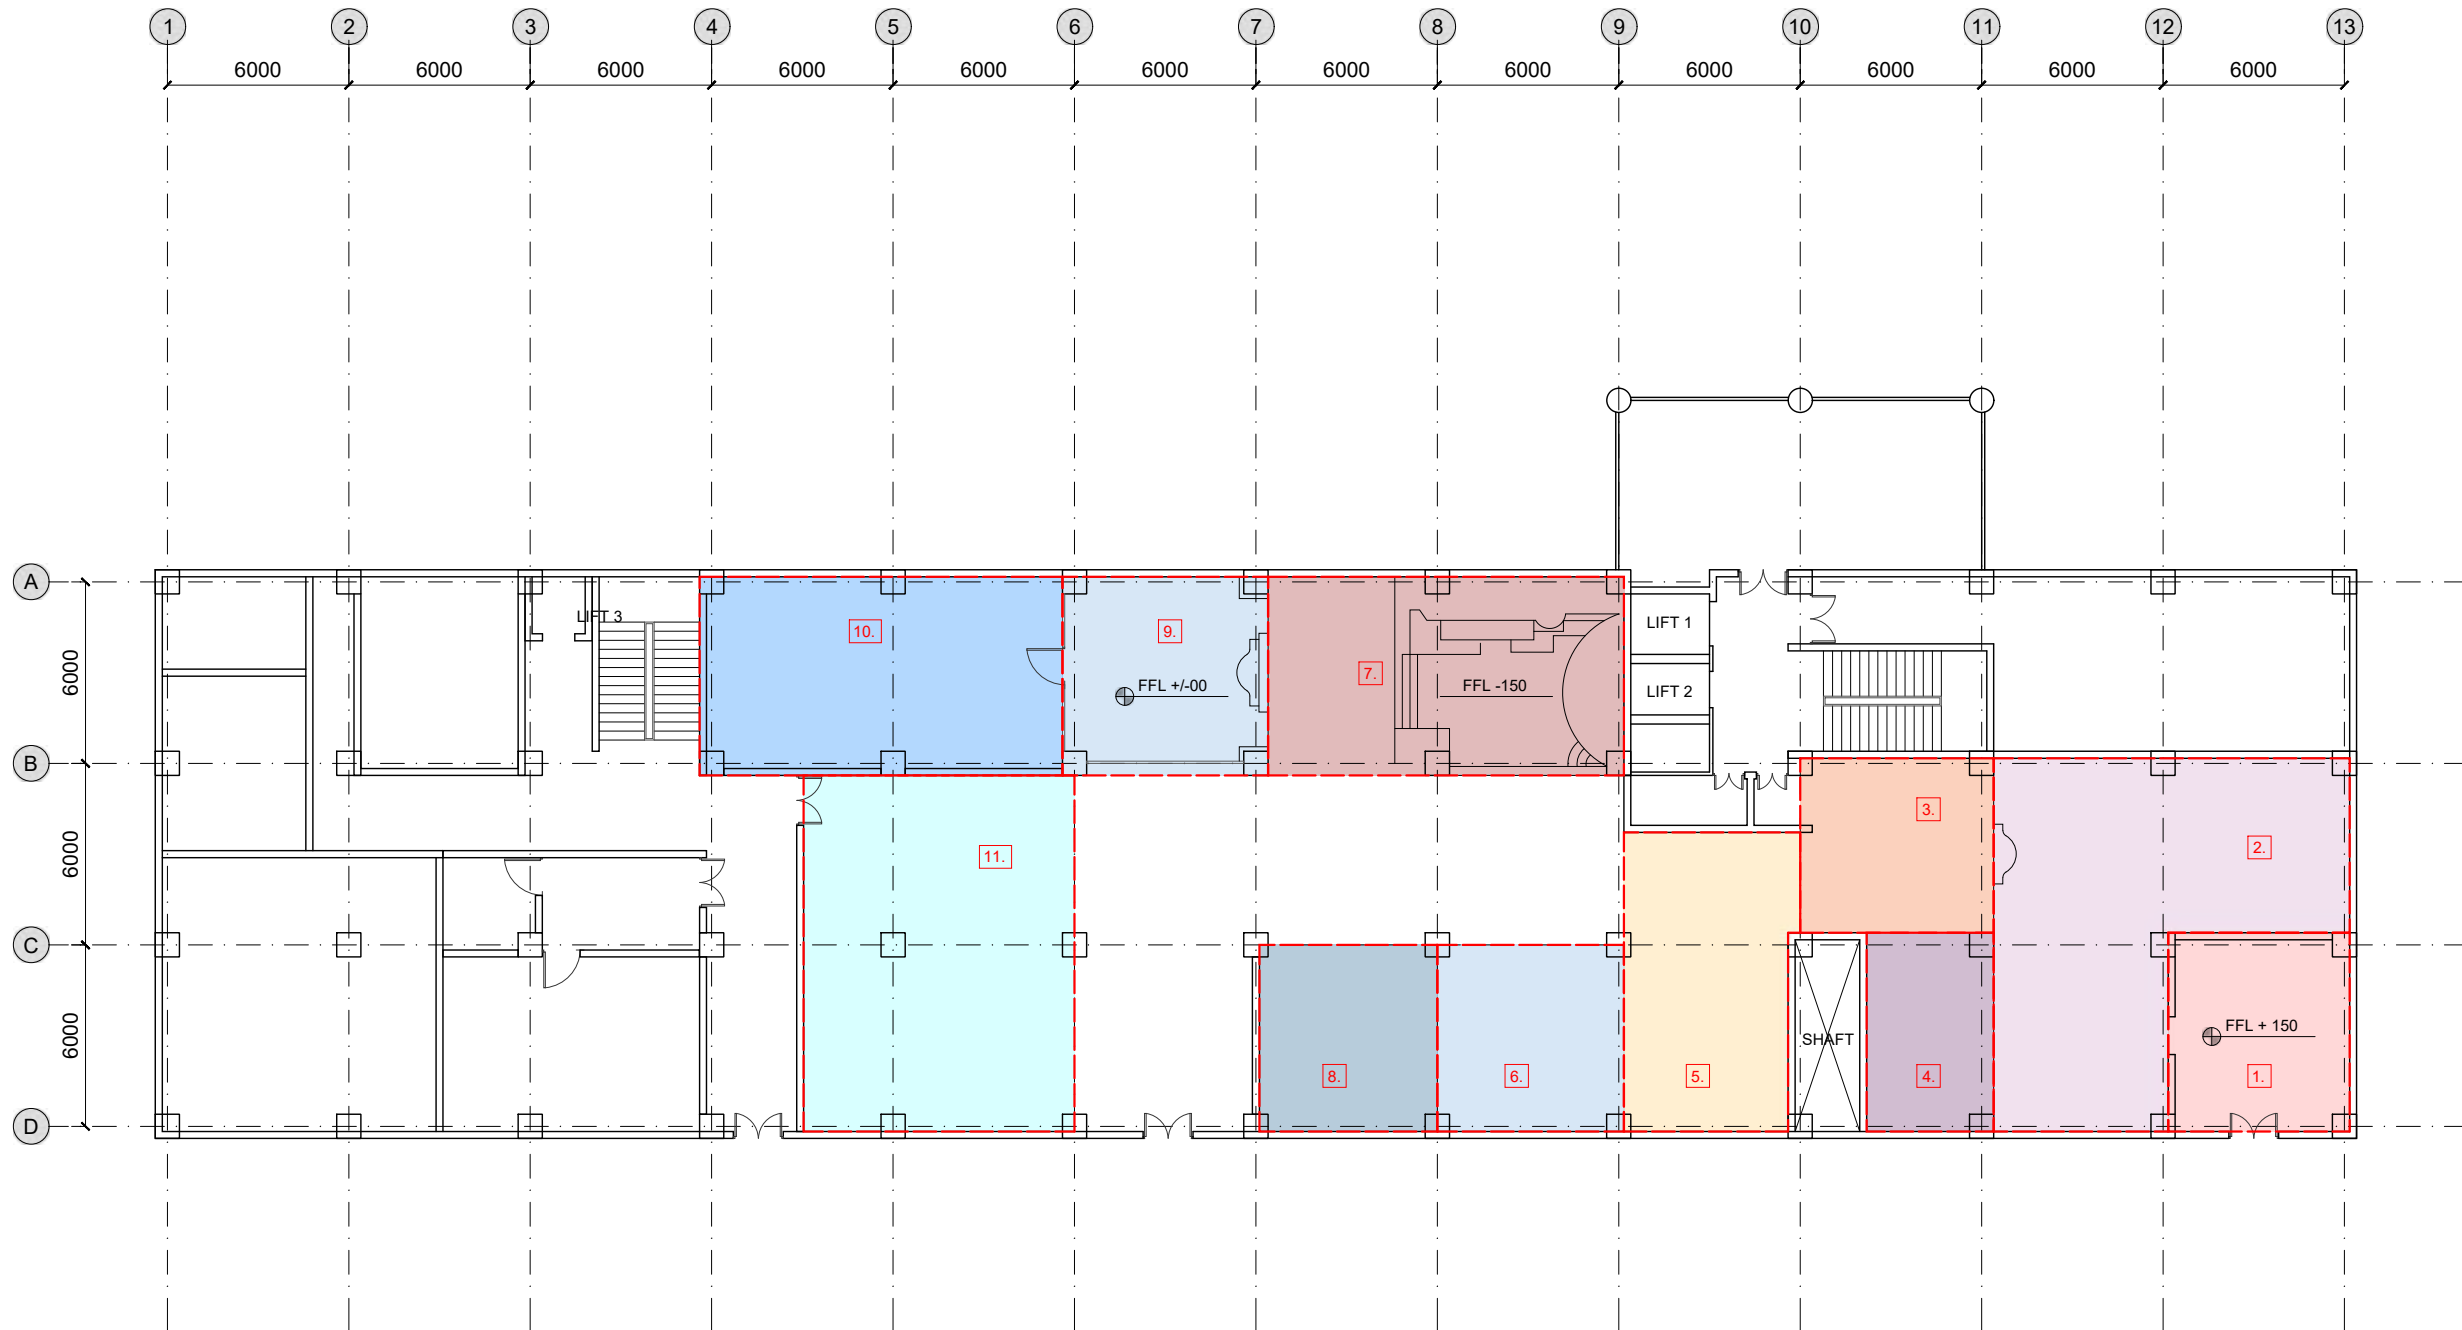 1 2 3 4 5 6 7 8 9 10 11 12 13
6000 6000 6000 6000 6000 6000 6000 6000 6000 6000 6000 6000
A
LIFT 3
LIFT 1
10.
9.
6000
7.
FFL +/-00
FFL -150
LIFT 2
B
3.
6000
11.
2.
C
FFL + 150
6000
SHAFT
8.
6.
5.
4.
1.
D